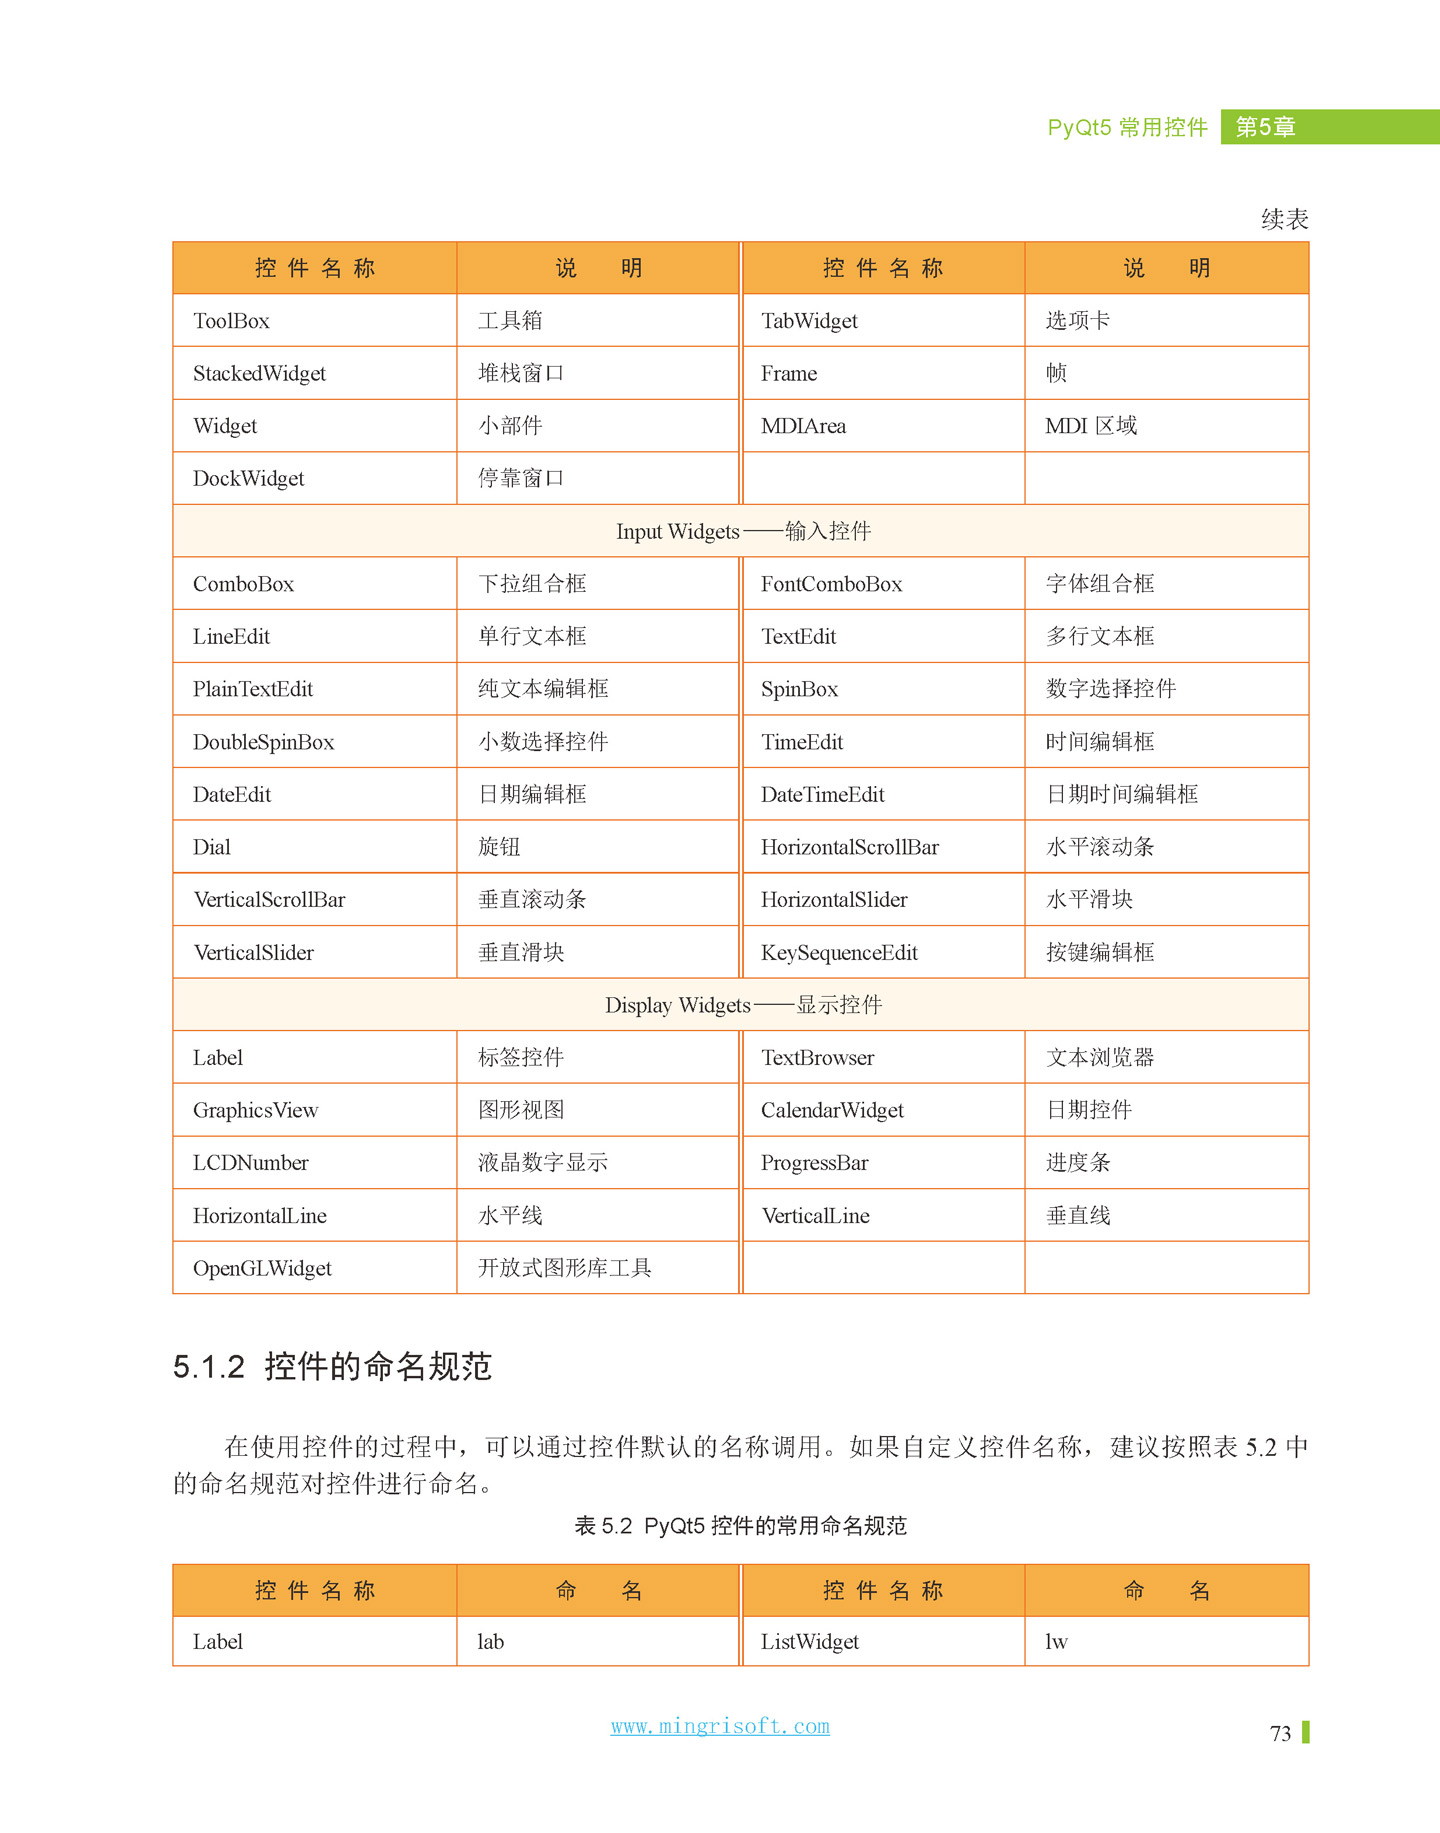 PyQt5 常用控件 第5章
续表
控件名称 说 明 控件名称 说 明
ToolBox 工具箱 TabWidget 选项卡
StackedWidget 堆栈窗口 Frame 帧
Widget 小部件 MDIArea MDI 区域
DockWidget 停靠窗口
Input Widgets——输入控件
ComboBox 下拉组合框 FontComboBox 字体组合框
LineEdit 单行文本框 TextEdit 多行文本框
PlainTextEdit 纯文本编辑框 SpinBox 数字选择控件
DoubleSpinBox 小数选择控件 TimeEdit 时间编辑框
DateEdit 日期编辑框 DateTimeEdit 日期时间编辑框
Dial 旋钮 HorizontalScrollBar 水平滚动条
VerticalScrollBar 垂直滚动条 HorizontalSlider 水平滑块
VerticalSlider 垂直滑块 KeySequenceEdit 按键编辑框
Display Widgets——显示控件
Label 标签控件 TextBrowser 文本浏览器
GraphicsView 图形视图 CalendarWidget 日期控件
LCDNumber 液晶数字显示 ProgressBar 进度条
HorizontalLine 水平线 VerticalLine 垂直线
OpenGLWidget 开放式图形库工具
5.1.2 控件的命名规范
在使用控件的过程中，可以通过控件默认的名称调用。如果自定义控件名称，建议按照表 5.2 中
的命名规范对控件进行命名。
表 5.2 PyQt5 控件的常用命名规范
控件名称 命 名 控件名称 命 名
Label lab ListWidget lw
www.mingrisoft.com
73